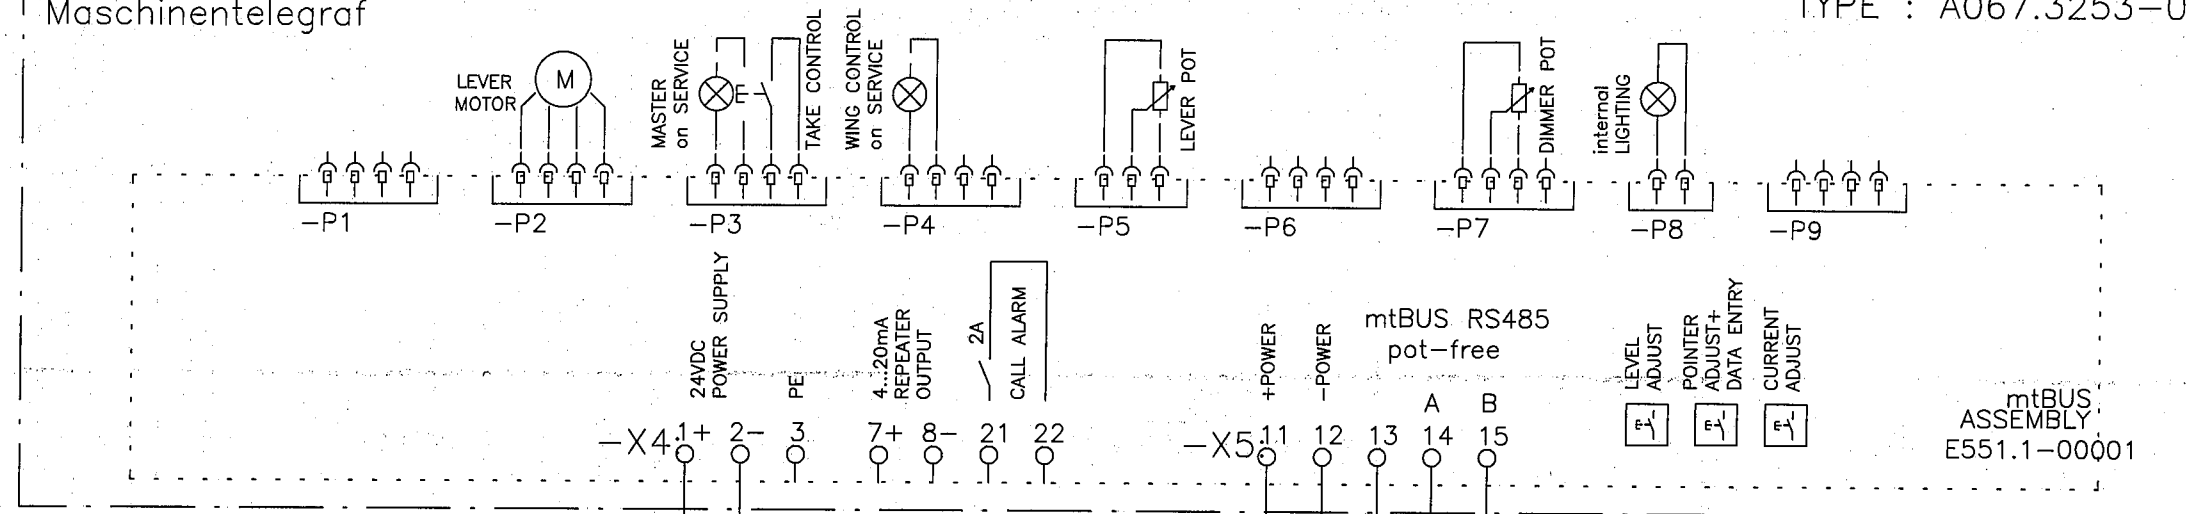 Maschinentelegraf
TYPE : A067.3253-0
LEVER
MOTOR
M
MASTER
on SERVICE
E
TAKE CONTROL
WING CONTROL
on SERVICE
LEVER POT
DIMMER POT
internal
LIGHTING
-P1
-P2
-P3
-P4
-P5
-P6
-P7
-P8
-P9
24VDC
POWER SUPPLY
PE
4...20mA
REPEATER
OUTPUT
2A
CALL ALARM
+POWER
-POWER
mtBUS RS485
pot-free
A B
LEVEL
ADJUST
POINTER
ADJUST+
DATA ENTRY
CURRENT
ADJUST
-X4: 1+ 2- 3 7+ 8- 21 22
-X5: 11 12 13 14 15
E E E
mtBUS
ASSEMBLY
E551.1-00001